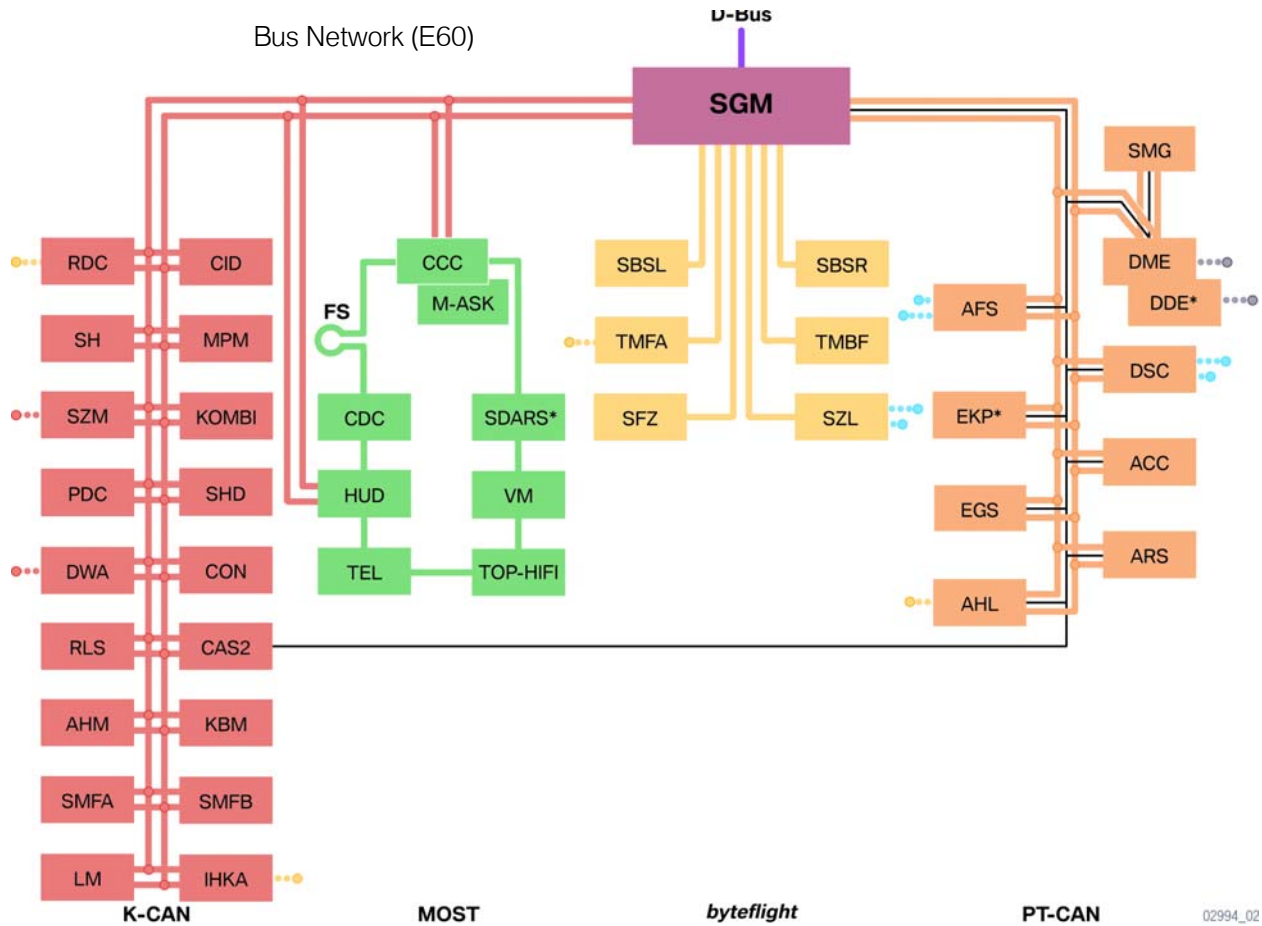 Bus Network (E60)
D-Bus
SGM
SMG
RDC
CID
CCC
M-ASK
SBSL
SBSR
DME
DDE*
FS
SH
MPM
TMFA
TMBF
AFS
DSC
SZM
KOMBI
CDC
SDARS*
SFZ
SZL
EKP*
ACC
PDC
SHD
HUD
VM
EGS
DWA
CON
TEL
TOP-HIFI
ARS
AHL
RLS
CAS2
AHM
KBM
SMFA
SMFB
LM
IHKA
K-CAN
MOST
byteflight
PT-CAN
02994_02